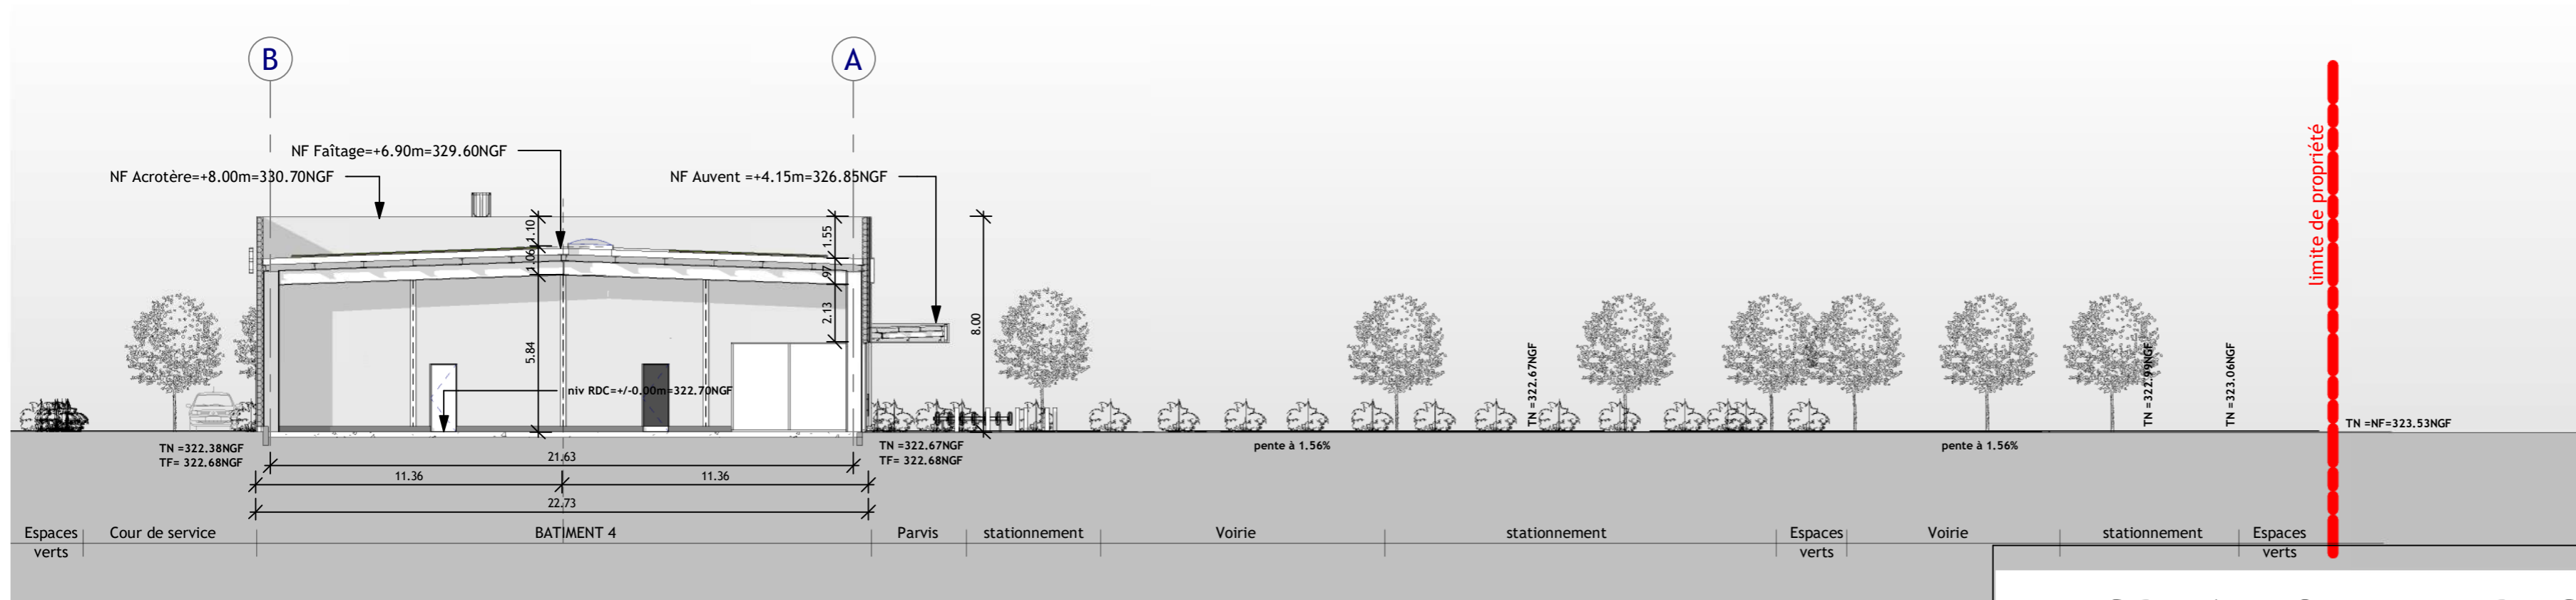 B
A
NF Faîtage=+6.90m=329.60NGF
NF Acrotère=+8.00m=330.70NGF
NF Auvent =+4.15m=326.85NGF
limite de propriété
1.10
1.55
1.06
.97
2.13
8.00
5.84
niv RDC=+/-0.00m=322.70NGF
TN =322.67NGF
TN =322.99NGF
TN =323.06NGF
TN =NF=323.53NGF
TN =322.38NGF
TF= 322.68NGF
TN =322.67NGF
TF= 322.68NGF
pente à 1.56%
pente à 1.56%
21.63
11.36
11.36
22.73
Espaces
verts
Cour de service
BATIMENT 4
Parvis
stationnement
Voirie
stationnement
Espaces
verts
Voirie
stationnement
Espaces
verts